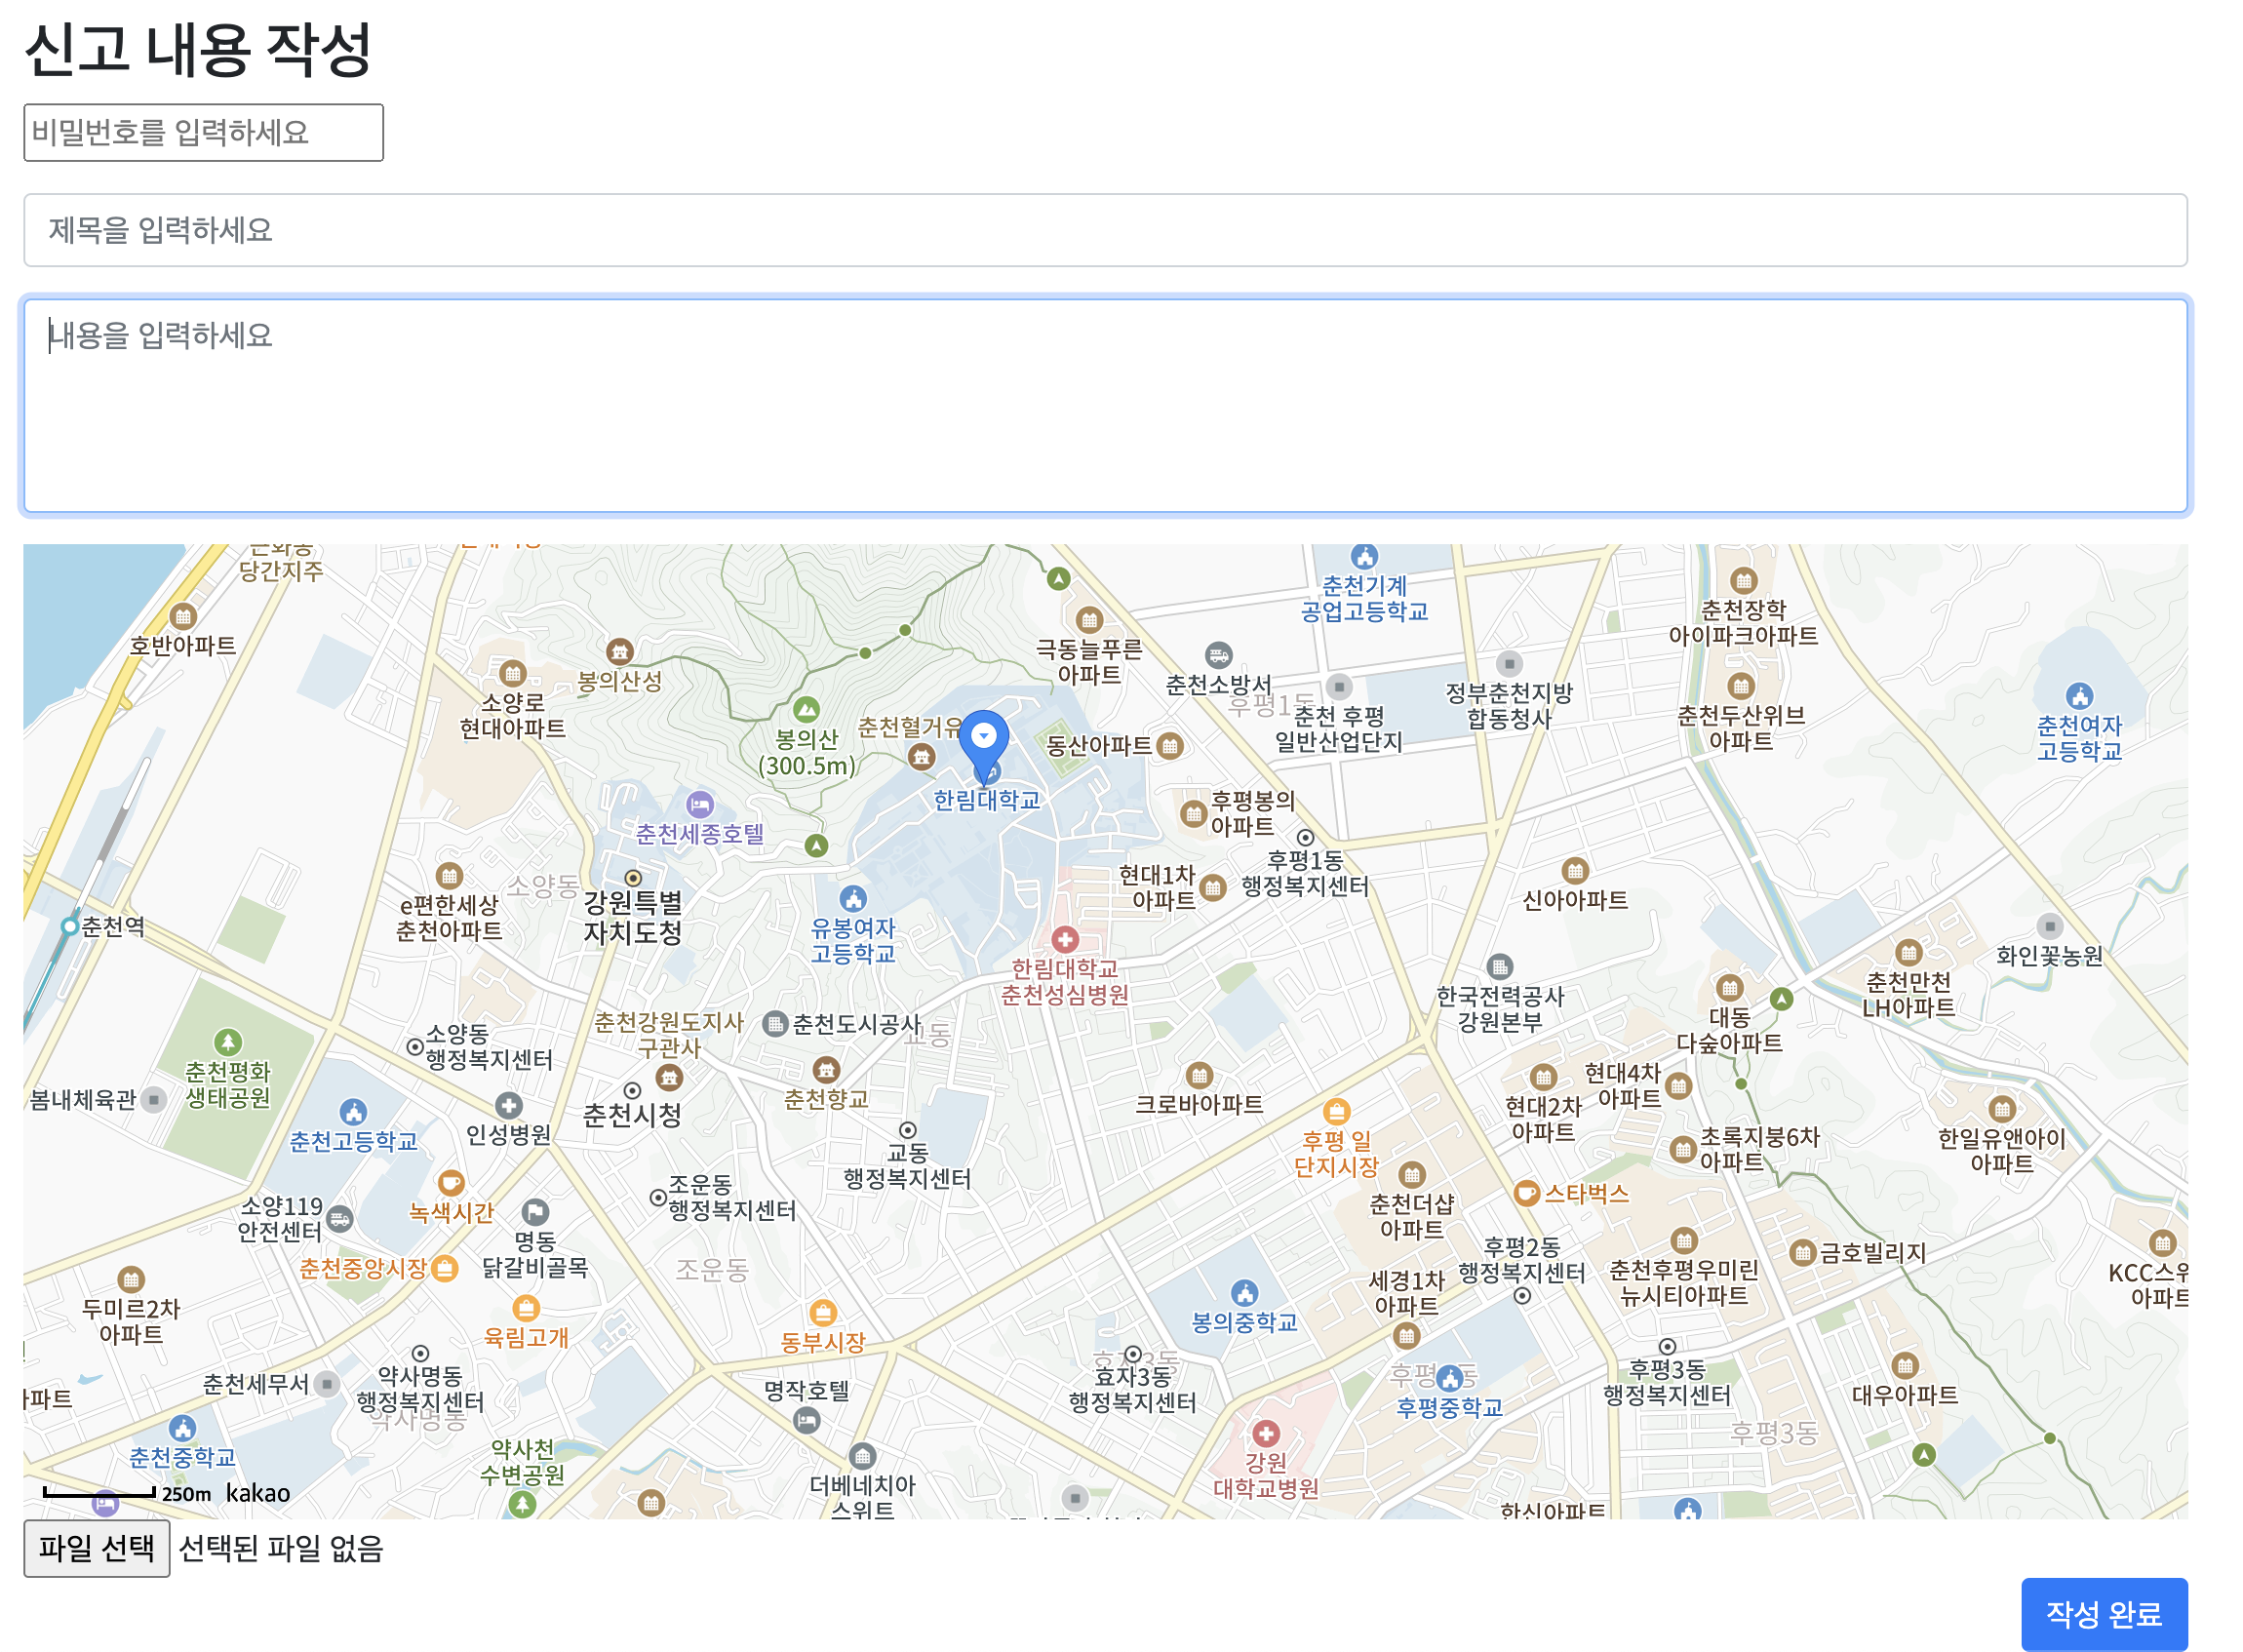 신고 내용 작성
비밀번호를 입력하세요
제목을 입력하세요
내용을 입력하세요
당간지주
호반아파트
봉의산성
소양로
현대아파트
봉의산
(300.5m)
춘천혈거유
한림대학교
극동늘푸른
아파트
동산아파트
춘천소방서
후평1동
춘천기계
공업고등학교
춘천 후평
일반산업단지
정부춘천지방
합동청사
춘천장학
아이파크아파트
춘천두산위브
아파트
춘천여자
고등학교
춘천세종호텔
후평봉의
아파트
후평1동
행정복지센터
현대1차
아파트
신아아파트
소양동
e편한세상
춘천아파트
강원특별
자치도청
춘천역
유봉여자
고등학교
한림대학교
춘천성심병원
화인꽃농원
춘천만천
LH아파트
한국전력공사
강원본부
대동
다숲아파트
소양동
행정복지센터
춘천강원도지사
구관사
춘천도시공사
교동
춘천평화
생태공원
봄내체육관
춘천시청
춘천향교
크로바아파트
현대4차
아파트
현대2차
아파트
춘천고등학교
인성병원
교동
행정복지센터
후평 일
단지시장
초록지붕6차
아파트
한일유앤아이
아파트
조운동
행정복지센터
녹색시간
소양119
안전센터
명동
닭갈비골목
춘천중앙시장
조운동
춘천더샵
아파트
스타벅스
후평2동
행정복지센터
춘천후평우미린
뉴시티아파트
금호빌리지
KCC스위
아파트
세경1차
아파트
두미르2차
아파트
육림고개
동부시장
봉의중학교
춘천세무서
약사명동
행정복지센터
약사명동
명작호텔
효자3동
효자3동
행정복지센터
후평중학교
후평3동
행정복지센터
대우아파트
후평3동
파트
춘천중학교
약사천
수변공원
더베네치아
스위트
강원
대학교병원
한신아파트
250m kakao
파일 선택 선택된 파일 없음
작성 완료